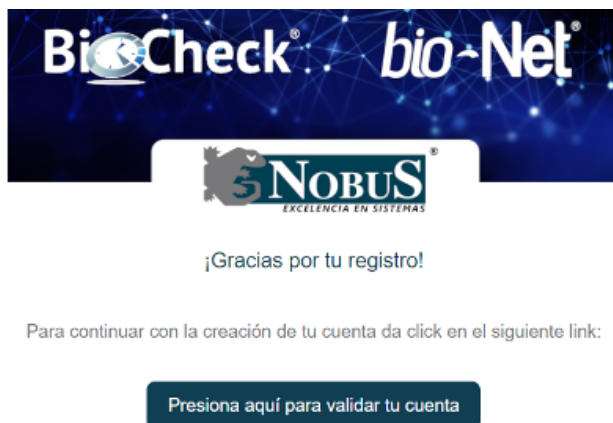 BioCheck® bio-Net®
NOBUS®
EXCELENCIA EN SISTEMAS
¡Gracias por tu registro!
Para continuar con la creación de tu cuenta da click en el siguiente link:
Presiona aquí para validar tu cuenta